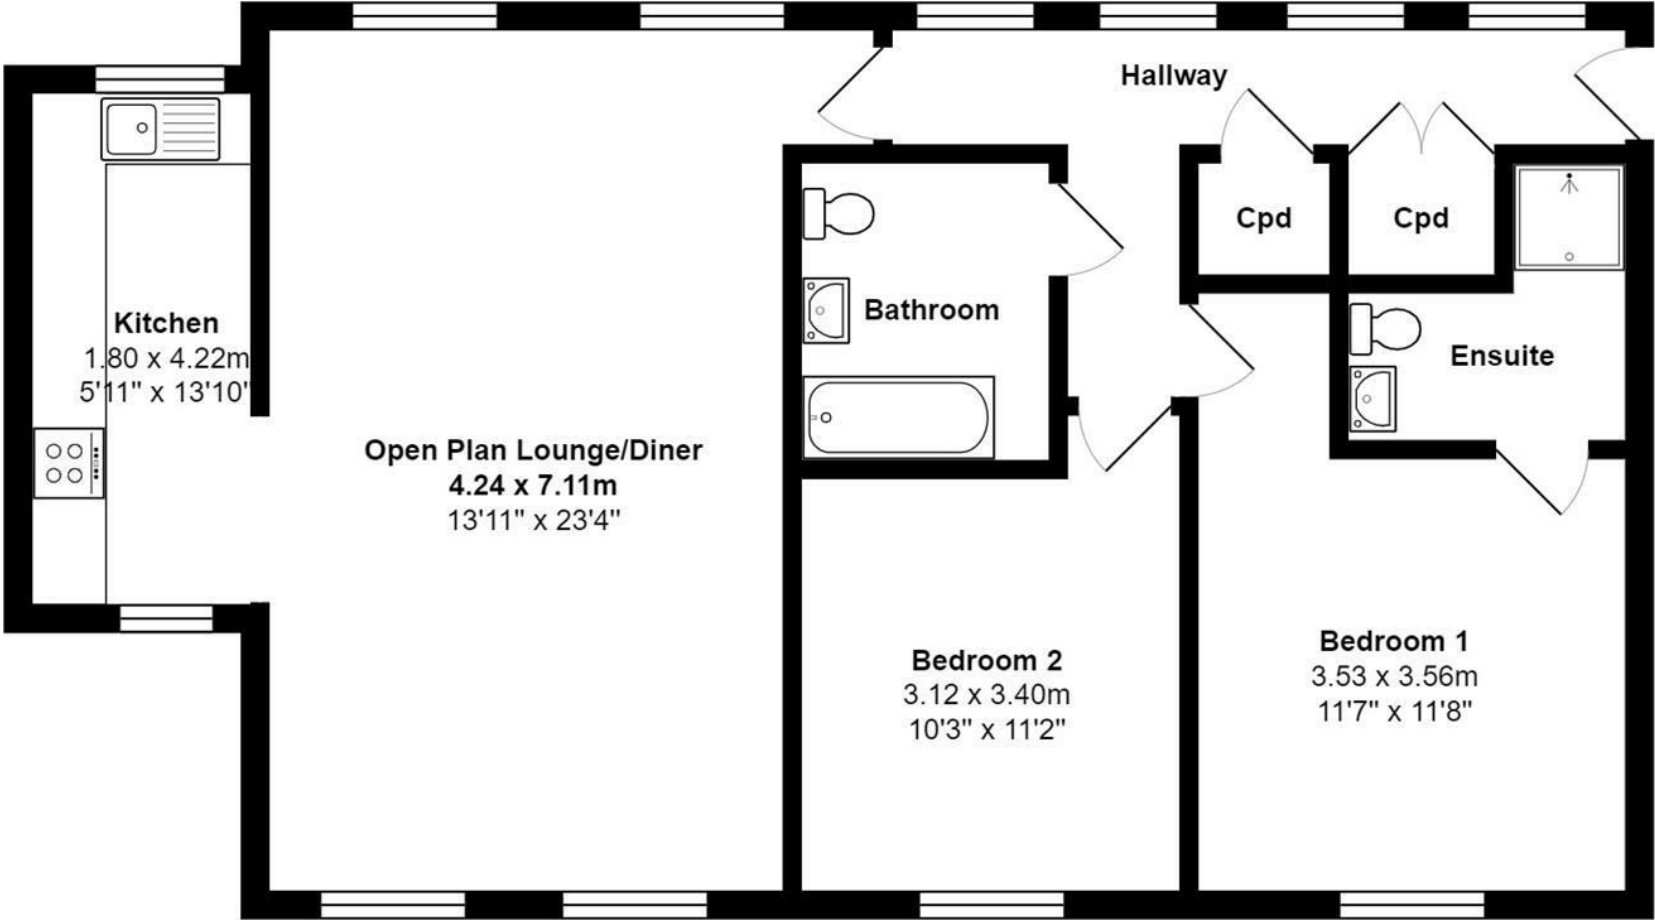 Hallway
Cpd
Cpd
Kitchen
1.80 x 4.22m
5'11" x 13'10"
Bathroom
Ensuite
Open Plan Lounge/Diner
4.24 x 7.11m
13'11" x 23'4"
Bedroom 2
3.12 x 3.40m
10'3" x 11'2"
Bedroom 1
3.53 x 3.56m
11'7" x 11'8"